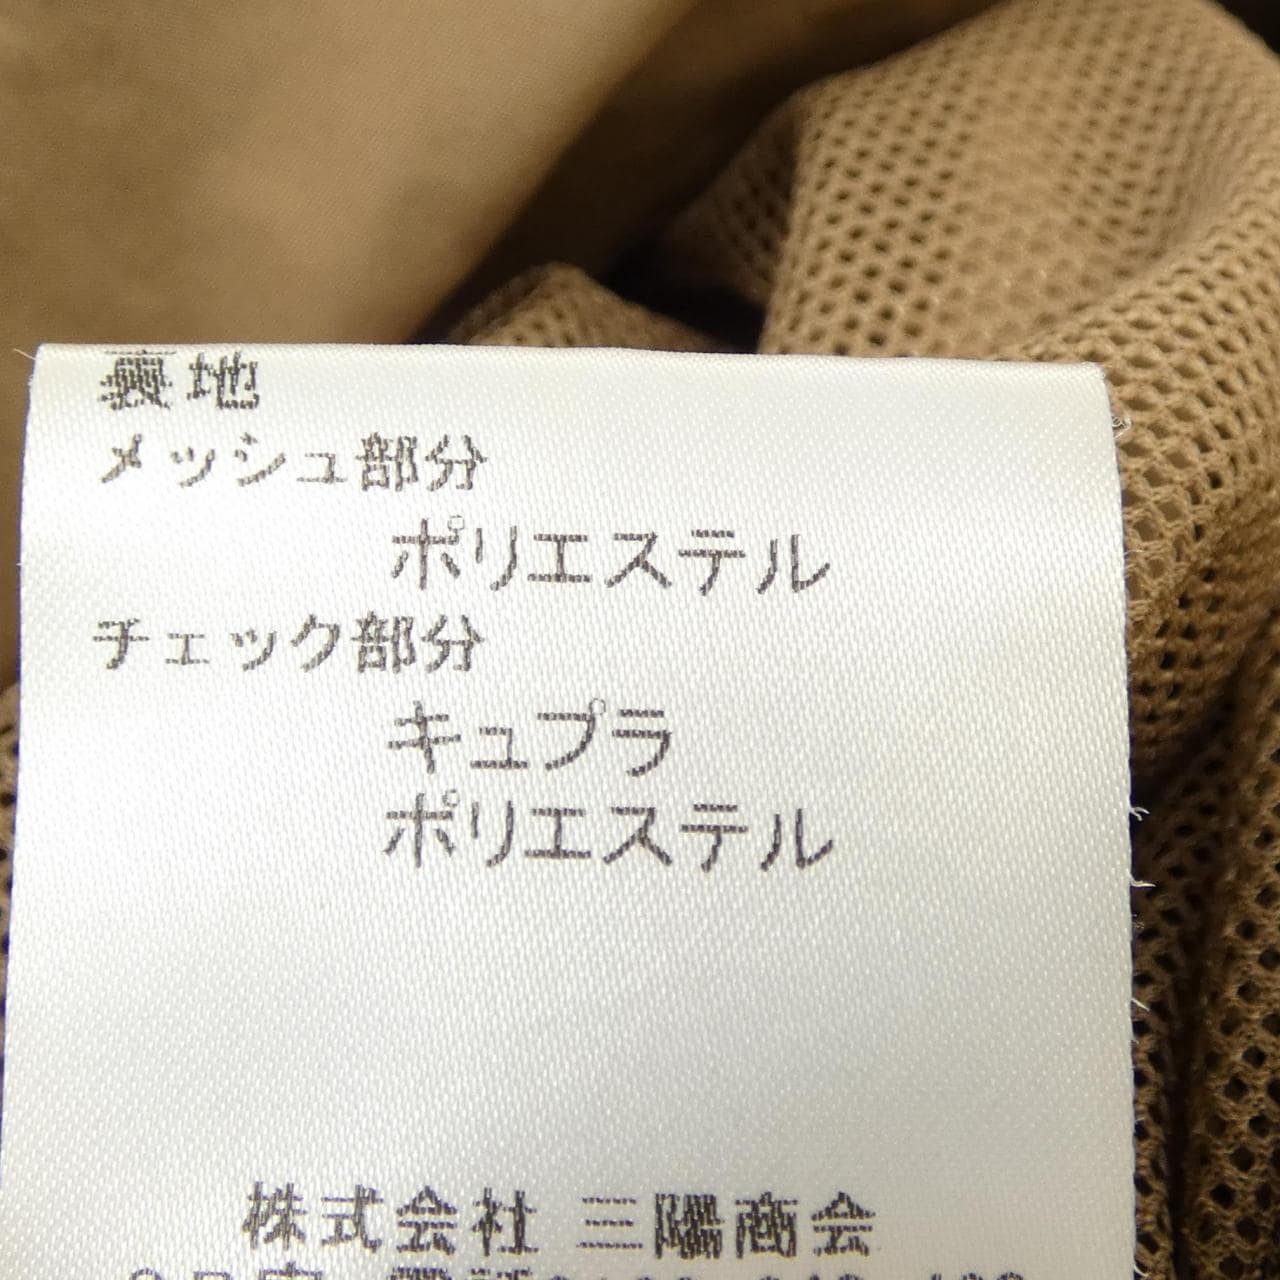 裏地
メッシュ部分
ポリエステル
チェック部分
キュプラ
ポリエステル
株式会社 三陽商会